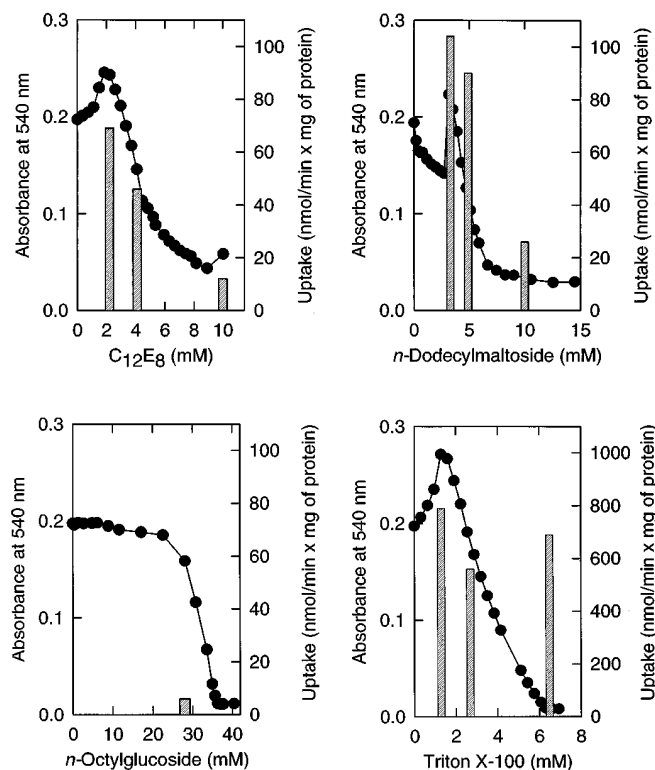 0.3
0.2
0.1
0.0
Absorbance at 540 nm
100
80
60
40
20
0
Uptake (nmol/min x mg of protein)
0 2 4 6 8 10
C12E8 (mM)
0.3
0.2
0.1
0.0
Absorbance at 540 nm
100
80
60
40
20
0
Uptake (nmol/min x mg of protein)
0 5 10 15
n-Dodecylmaltoside (mM)
0.3
0.2
0.1
0.0
Absorbance at 540 nm
100
80
60
40
20
0
Uptake (nmol/min x mg of protein)
0 10 20 30 40
n-Octylglucoside (mM)
0.3
0.2
0.1
0.0
Absorbance at 540 nm
1000
800
600
400
200
0
Uptake (nmol/min x mg of protein)
0 2 4 6 8
Triton X-100 (mM)